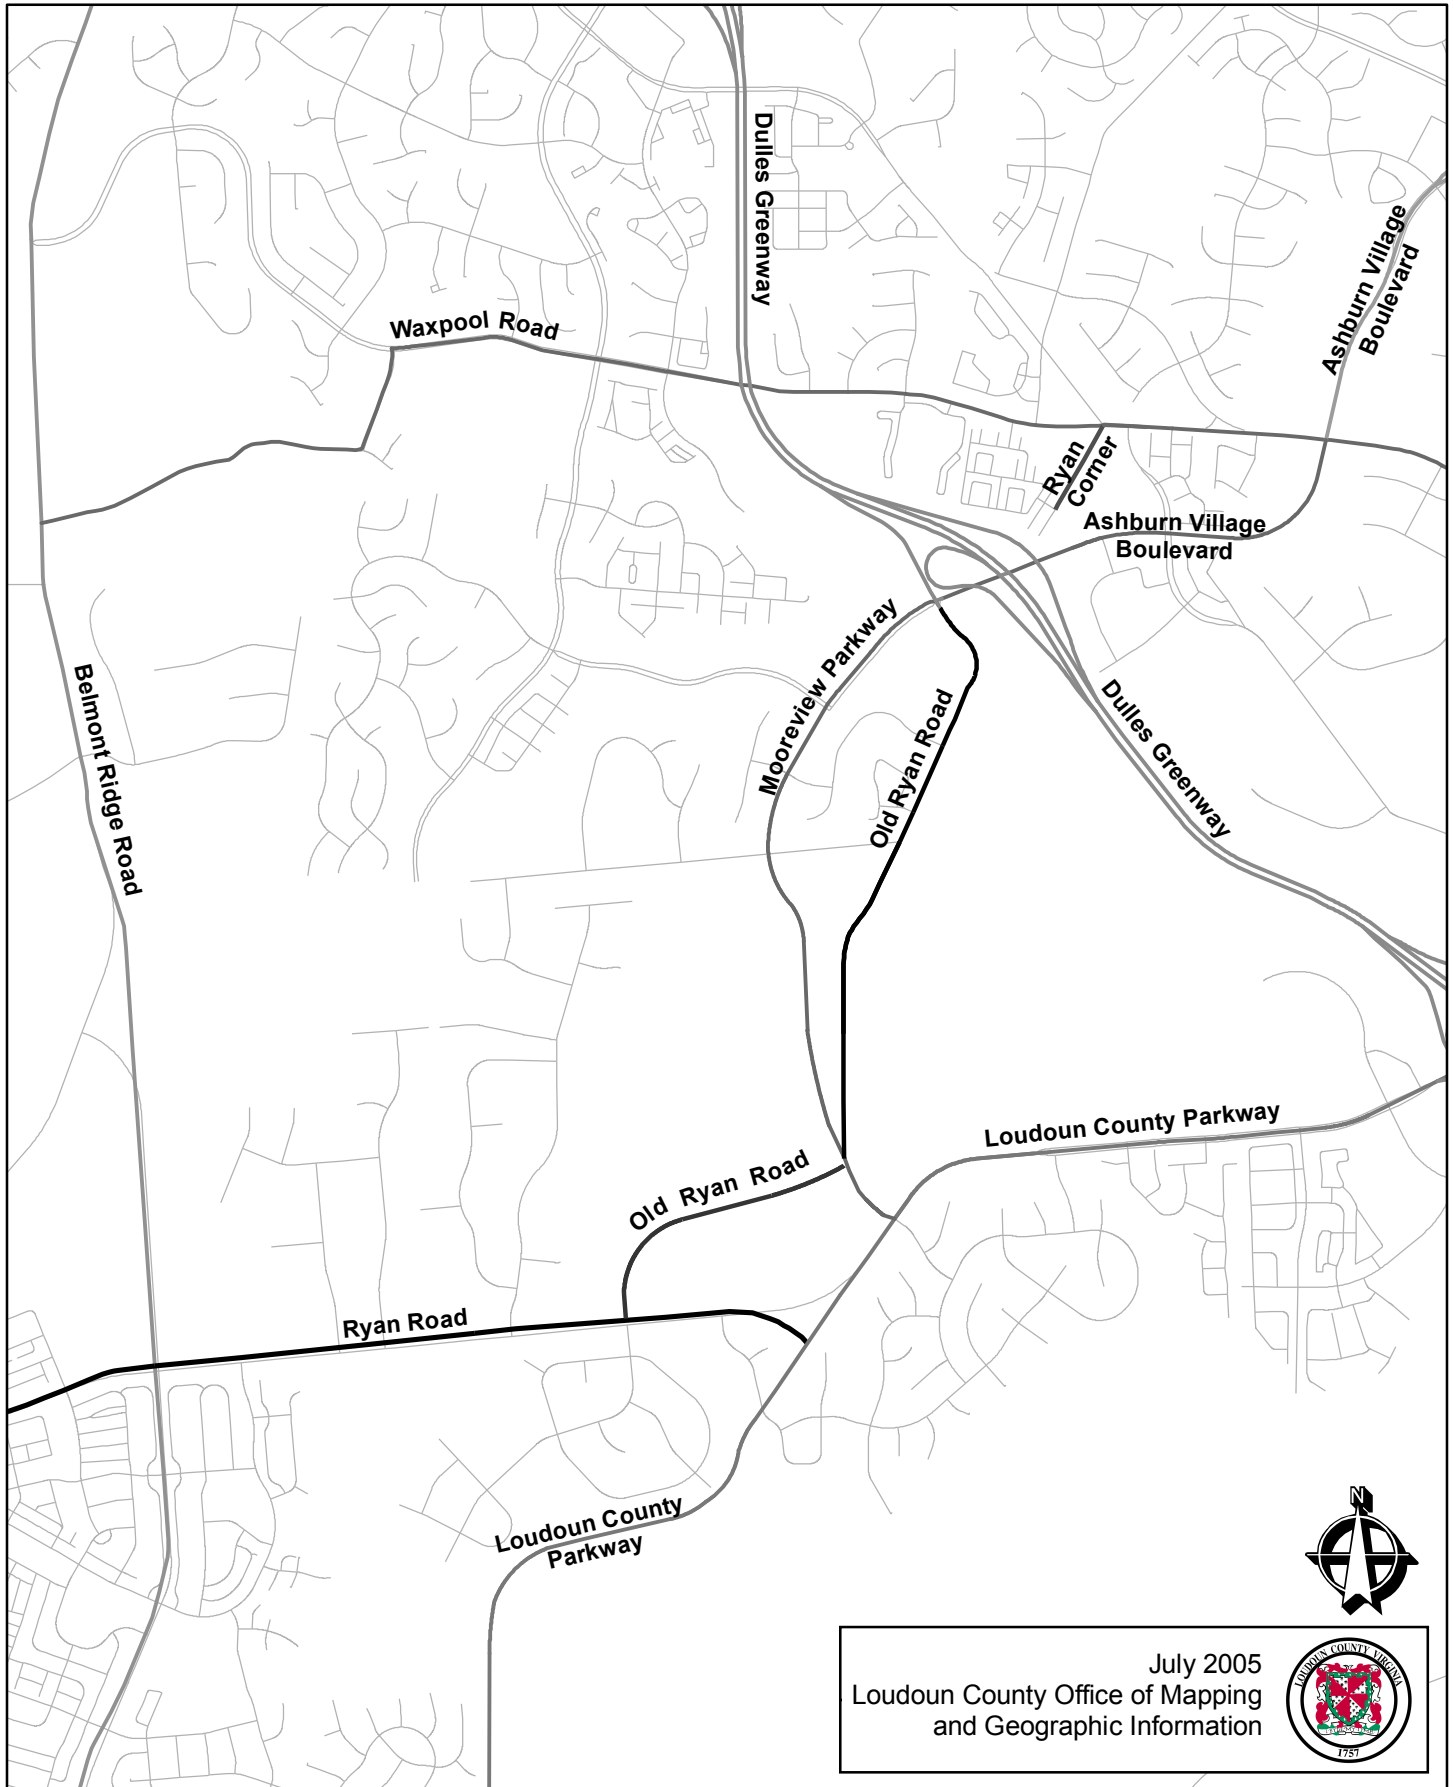 Dulles Greenway
Ashburn Village
Boulevard
Waxpool Road
Ryan
Corner
Ashburn Village
Boulevard
Mooreview Parkway
Belmont Ridge Road
Old Ryan Road
Dulles Greenway
Loudoun County Parkway
Old Ryan Road
Ryan Road
Loudoun County
Parkway
N
July 2005
Loudoun County Office of Mapping
and Geographic Information
LOUDOUN COUNTY VIRGINIA
1757